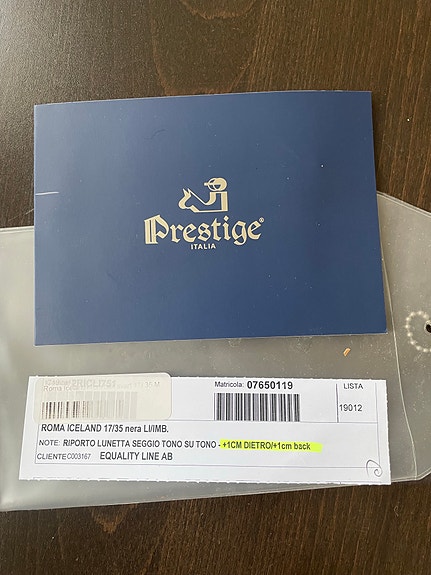 Prestige®
ITALIA
Matricola: 07650119
LISTA
19012
ROMA ICELAND 17/35 nera LI/IMB.
NOTE: RIPORTO LUNETTA SEGGIO TONO SU TONO - +1CM DIETRO/+1cm back
CLIENTE C003167 EQUALITY LINE AB